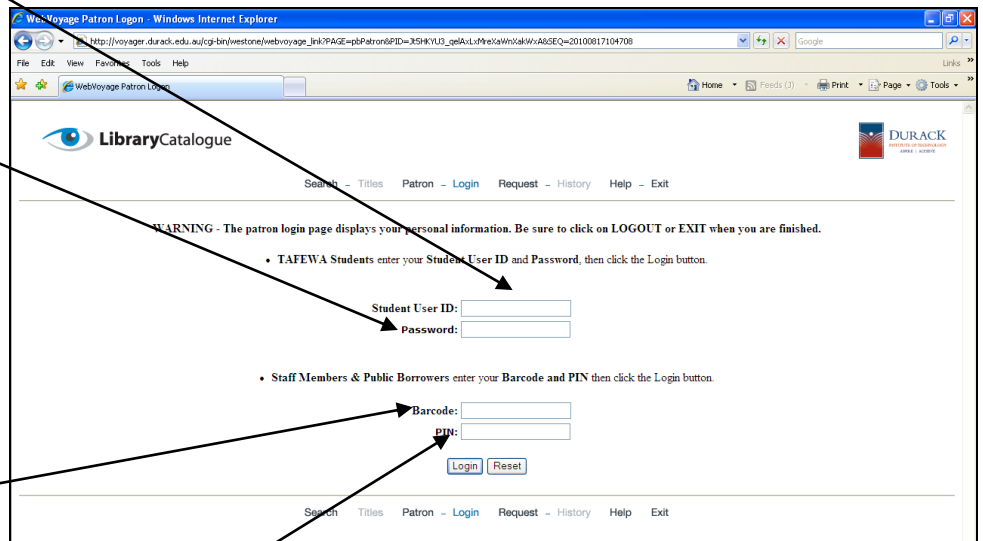 WebVoyage Patron Logon - Windows Internet Explorer
http://voyager.durack.edu.au/cgi-bin/westone/webvoyage_link?PAGE=pbPatron&PID=Jt5HKYU3_qelAxLxMreXaWnXakWxA&SEQ=20100817104708
Google
File Edit View Favorites Tools Help
Links
WebVoyage Patron Logon
Home Feeds (J) Print Page Tools
LibraryCatalogue
DURACK
INSTITUTE OF TECHNOLOGY
Search - Titles Patron - Login Request - History Help - Exit
WARNING - The patron login page displays your personal information. Be sure to click on LOGOUT or EXIT when you are finished.
• TAFEWA Students enter your Student User ID and Password, then click the Login button.
Student User ID:
Password:
• Staff Members & Public Borrowers enter your Barcode and PIN then click the Login button.
Barcode:
PIN:
Login Reset
Search Titles Patron - Login Request - History Help Exit